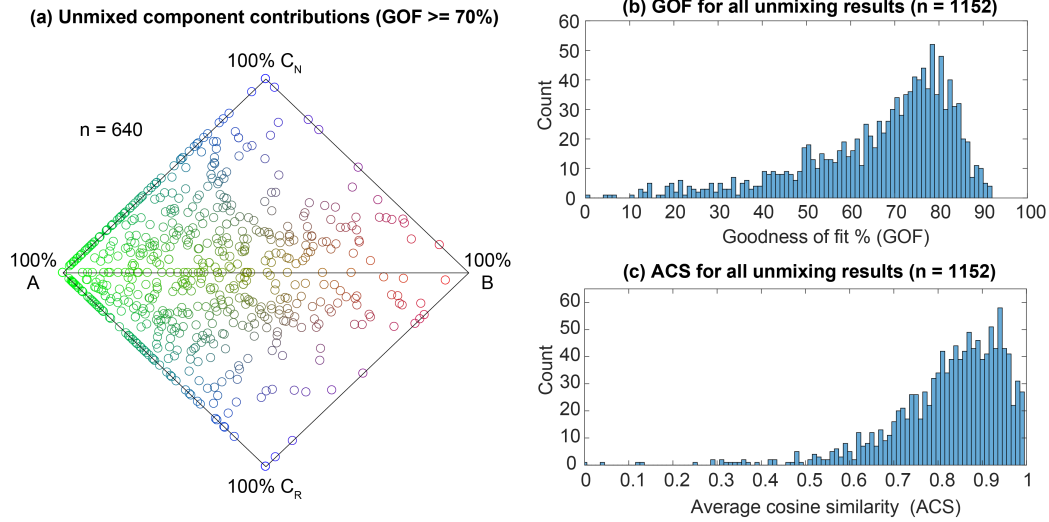 (a) Unmixed component contributions (GOF >= 70%)
100% C_N
n = 640
100%
A
100%
B
100% C_R
(b) GOF for all unmixing results (n = 1152)
60
50
40
30
20
10
0
Count
0 10 20 30 40 50 60 70 80 90 100
Goodness of fit % (GOF)
(c) ACS for all unmixing results (n = 1152)
60
50
40
30
20
10
0
Count
0 0.1 0.2 0.3 0.4 0.5 0.6 0.7 0.8 0.9 1
Average cosine similarity (ACS)